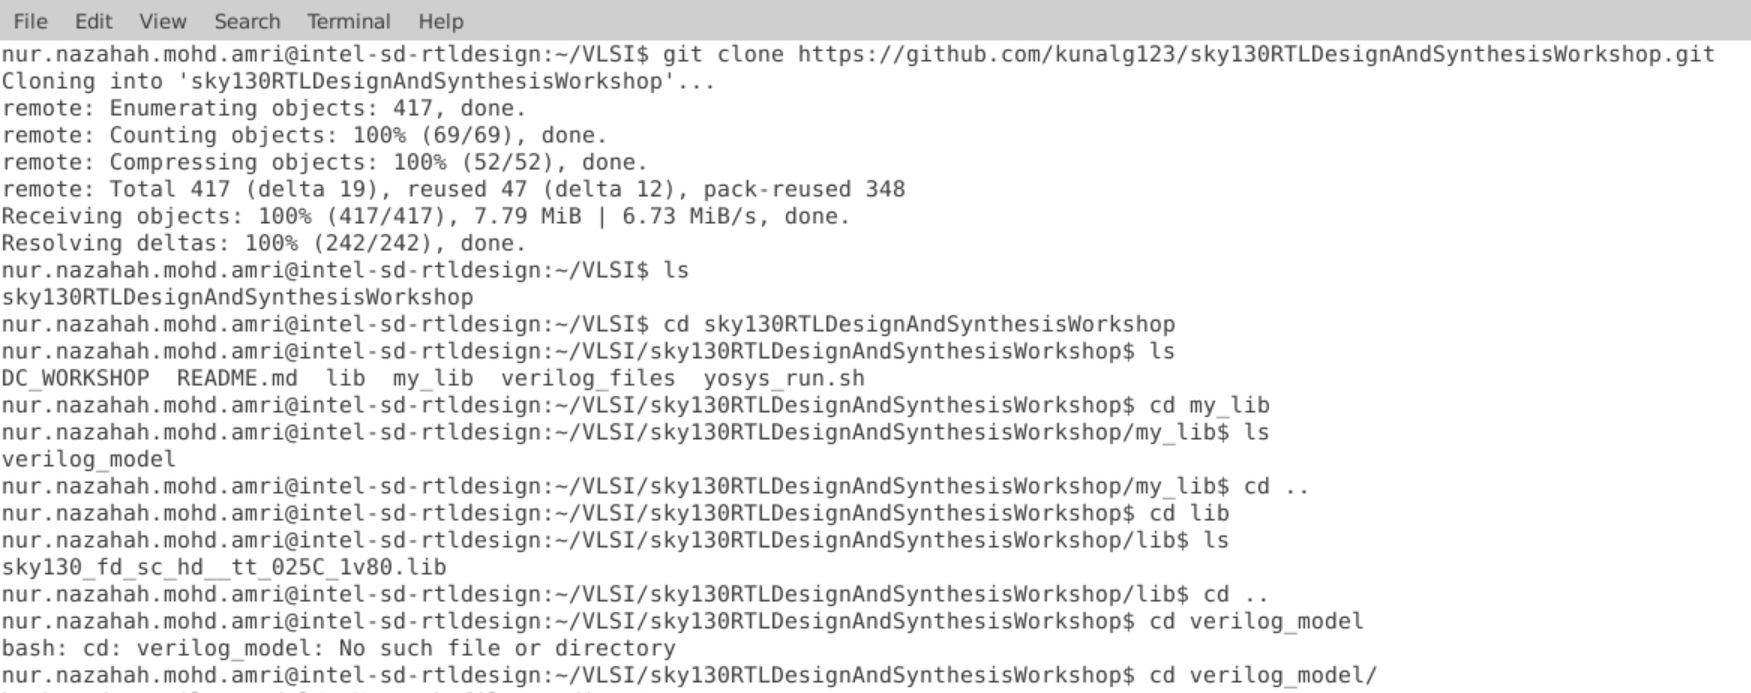 File Edit View Search Terminal Help
nur.nazahah.mohd.amri@intel-sd-rtldesign:~/VLSI$ git clone https://github.com/kunalg123/sky130RTLDesignAndSynthesisWorkshop.git
Cloning into 'sky130RTLDesignAndSynthesisWorkshop'...
remote: Enumerating objects: 417, done.
remote: Counting objects: 100% (69/69), done.
remote: Compressing objects: 100% (52/52), done.
remote: Total 417 (delta 19), reused 47 (delta 12), pack-reused 348
Receiving objects: 100% (417/417), 7.79 MiB | 6.73 MiB/s, done.
Resolving deltas: 100% (242/242), done.
nur.nazahah.mohd.amri@intel-sd-rtldesign:~/VLSI$ ls
sky130RTLDesignAndSynthesisWorkshop
nur.nazahah.mohd.amri@intel-sd-rtldesign:~/VLSI$ cd sky130RTLDesignAndSynthesisWorkshop
nur.nazahah.mohd.amri@intel-sd-rtldesign:~/VLSI/sky130RTLDesignAndSynthesisWorkshop$ ls
DC_WORKSHOP  README.md  lib  my_lib  verilog_files  yosys_run.sh
nur.nazahah.mohd.amri@intel-sd-rtldesign:~/VLSI/sky130RTLDesignAndSynthesisWorkshop$ cd my_lib
nur.nazahah.mohd.amri@intel-sd-rtldesign:~/VLSI/sky130RTLDesignAndSynthesisWorkshop/my_lib$ ls
verilog_model
nur.nazahah.mohd.amri@intel-sd-rtldesign:~/VLSI/sky130RTLDesignAndSynthesisWorkshop/my_lib$ cd ..
nur.nazahah.mohd.amri@intel-sd-rtldesign:~/VLSI/sky130RTLDesignAndSynthesisWorkshop$ cd lib
nur.nazahah.mohd.amri@intel-sd-rtldesign:~/VLSI/sky130RTLDesignAndSynthesisWorkshop/lib$ ls
sky130_fd_sc_hd__tt_025C_1v80.lib
nur.nazahah.mohd.amri@intel-sd-rtldesign:~/VLSI/sky130RTLDesignAndSynthesisWorkshop/lib$ cd ..
nur.nazahah.mohd.amri@intel-sd-rtldesign:~/VLSI/sky130RTLDesignAndSynthesisWorkshop$ cd verilog_model
bash: cd: verilog_model: No such file or directory
nur.nazahah.mohd.amri@intel-sd-rtldesign:~/VLSI/sky130RTLDesignAndSynthesisWorkshop$ cd verilog_model/